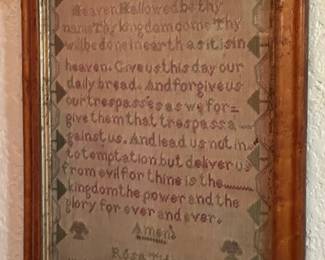 Heaven Hallowed be thy
name Thy kingdom come Thy
will be done in earth as it is in
heaven. Give us this day our
daily bread. And forgive us
our trespasses as we for=
give them that trespass a
gainst us. And lead us not in
to temptation but deliver us
from evil for thine is the
kingdom the power and the
glory for ever and ever.
Amen
Rosa